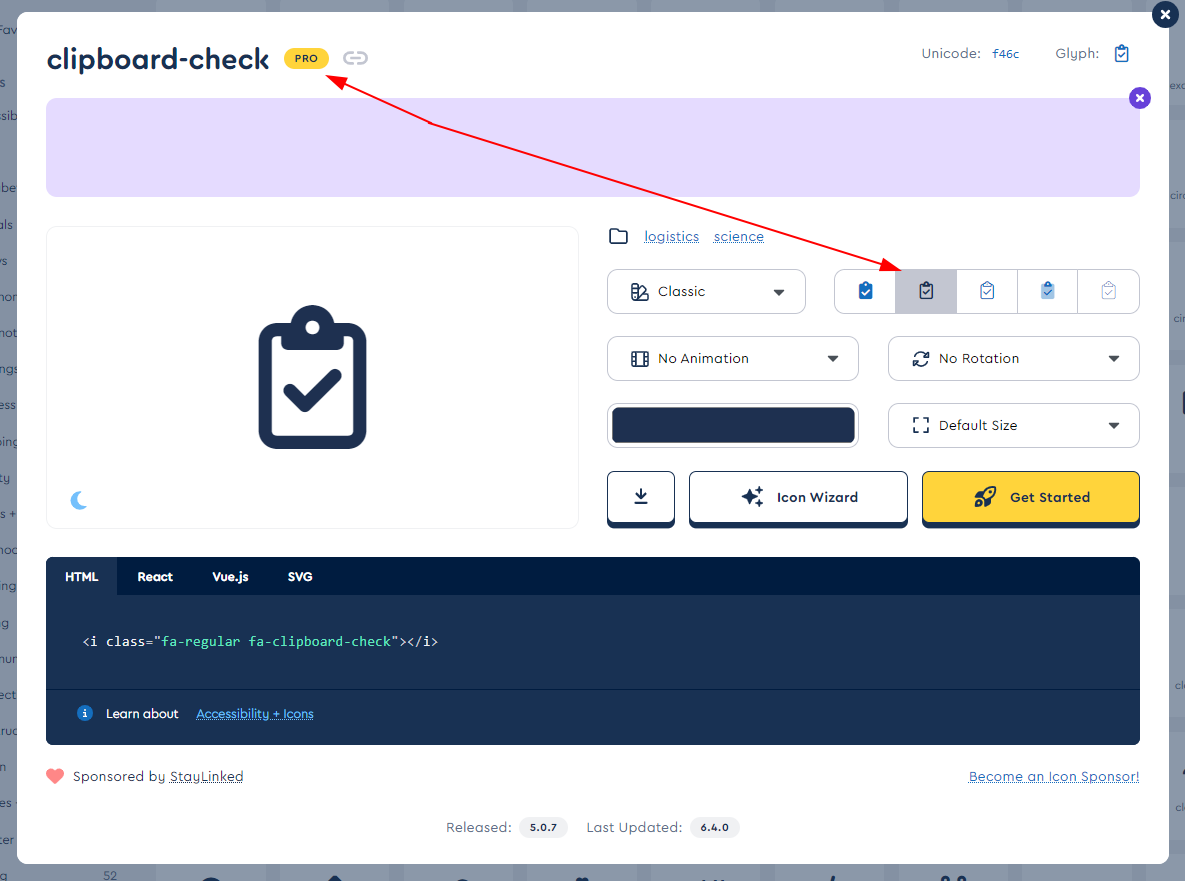 clipboard-check PRO Unicode: f46c Glyph:
logistics science
Classic
No Animation No Rotation
Default Size
Icon Wizard Get Started
HTML React Vue.js SVG
<i class="fa-regular fa-clipboard-check"></i>
Learn about Accessibility + Icons
Sponsored by StayLinked Become an Icon Sponsor!
Released: 5.0.7 Last Updated: 6.4.0
52